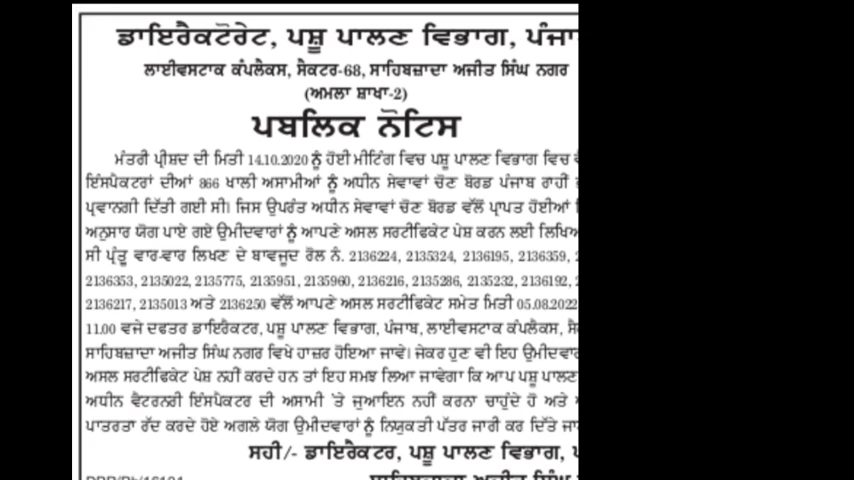 ਡਾਇਰੈਕਟੋਰੇਟ, ਪਸ਼ੂ ਪਾਲਣ ਵਿਭਾਗ, ਪੰਜਾਬ
ਲਾਈਵਸਟਾਕ ਕੰਪਲੈਕਸ, ਸੈਕਟਰ-68, ਸਾਹਿਬਜ਼ਾਦਾ ਅਜੀਤ ਸਿੰਘ ਨਗਰ
(ਅਮਲਾ ਸ਼ਾਖਾ-2)
ਪਬਲਿਕ ਨੋਟਿਸ
ਮੰਤਰੀ ਪ੍ਰੀਸ਼ਦ ਦੀ ਮਿਤੀ 14.10.2020 ਨੂੰ ਹੋਈ ਮੀਟਿੰਗ ਵਿਚ ਪਸ਼ੂ ਪਾਲਣ ਵਿਭਾਗ ਵਿਚ
ਇੰਸਪੈਕਟਰਾਂ ਦੀਆਂ 866 ਖਾਲੀ ਅਸਾਮੀਆਂ ਨੂੰ ਅਧੀਨ ਸੇਵਾਵਾਂ ਚੋਣ ਬੋਰਡ ਪੰਜਾਬ ਰਾਹੀਂ
ਪ੍ਰਵਾਨਗੀ ਦਿੱਤੀ ਗਈ ਸੀ। ਜਿਸ ਉਪਰੰਤ ਅਧੀਨ ਸੇਵਾਵਾਂ ਚੋਣ ਬੋਰਡ ਵੱਲੋਂ ਪ੍ਰਾਪਤ ਹੋਈਆਂ
ਅਨੁਸਾਰ ਯੋਗ ਪਾਏ ਗਏ ਉਮੀਦਵਾਰਾਂ ਨੂੰ ਆਪਣੇ ਅਸਲ ਸਰਟੀਫਿਕੇਟ ਪੇਸ਼ ਕਰਨ ਲਈ ਲਿਖਿਆ
ਸੀ ਪ੍ਰੰਤੂ ਵਾਰ-ਵਾਰ ਲਿਖਣ ਦੇ ਬਾਵਜੂਦ ਰੋਲ ਨੰ. 2136224, 2135324, 2136195, 2136359,
2136353, 2135022, 2135775, 2135951, 2135960, 2136216, 2135286, 2135232, 2136192,
2136217, 2135013 ਅਤੇ 2136250 ਵੱਲੋਂ ਆਪਣੇ ਅਸਲ ਸਰਟੀਫਿਕੇਟ ਸਮੇਤ ਮਿਤੀ 05.08.2022
11.00 ਵਜੇ ਦਫਤਰ ਡਾਇਰੈਕਟਰ, ਪਸ਼ੂ ਪਾਲਣ ਵਿਭਾਗ, ਪੰਜਾਬ, ਲਾਈਵਸਟਾਕ ਕੰਪਲੈਕਸ,
ਸਾਹਿਬਜ਼ਾਦਾ ਅਜੀਤ ਸਿੰਘ ਨਗਰ ਵਿਖੇ ਹਾਜ਼ਰ ਹੋਇਆ ਜਾਵੇ। ਜੇਕਰ ਹੁਣ ਵੀ ਇਹ ਉਮੀਦਵਾਰ
ਅਸਲ ਸਰਟੀਫਿਕੇਟ ਪੇਸ਼ ਨਹੀਂ ਕਰਦੇ ਹਨ ਤਾਂ ਇਹ ਸਮਝ ਲਿਆ ਜਾਵੇਗਾ ਕਿ ਆਪ ਪਸ਼ੂ ਪਾਲਣ
ਅਧੀਨ ਵੈਟਰਨਰੀ ਇੰਸਪੈਕਟਰ ਦੀ ਅਸਾਮੀ 'ਤੇ ਜੁਆਇਨ ਨਹੀਂ ਕਰਨਾ ਚਾਹੁੰਦੇ ਹੋ ਅਤੇ
ਪਾਤਰਤਾ ਰੱਦ ਕਰਦੇ ਹੋਏ ਅਗਲੇ ਯੋਗ ਉਮੀਦਵਾਰਾਂ ਨੂੰ ਨਿਯੁਕਤੀ ਪੱਤਰ ਜਾਰੀ ਕਰ ਦਿੱਤੇ
ਸਹੀ/- ਡਾਇਰੈਕਟਰ, ਪਸ਼ੂ ਪਾਲਣ ਵਿਭਾਗ,
ਸਾਹਿਬਜ਼ਾਦਾ ਅਜੀਤ ਸਿੰਘ